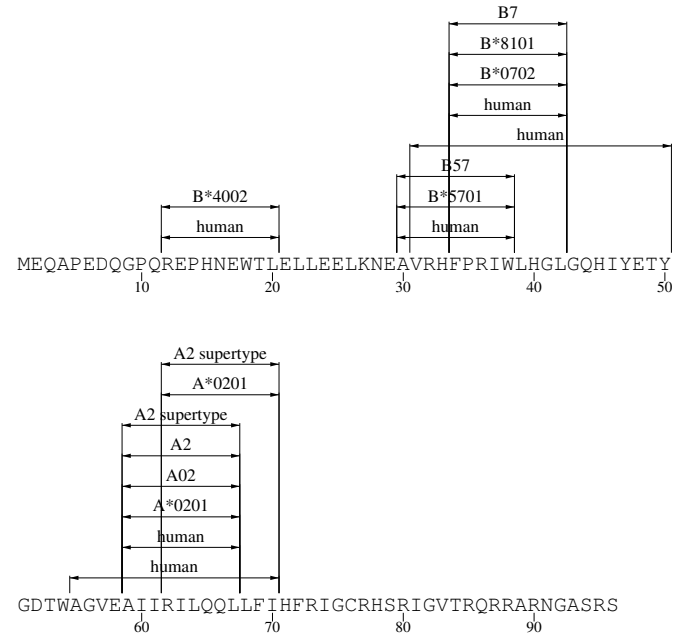 B7
B*8101
B*0702
human
human
B57
B*4002 B*5701
human human
MEQAPEDQGPQREPHNEWTLELLEELKNEAVRHFPRIWLHGLGQHIYETY
10 20 30 40 50
A2 supertype
A*0201
A2 supertype
A2
A02
A*0201
human
human
GDTWAGVEAIIRILQQLLFIHFRIGCRHSRIGVTRQRRARNGASRS
60 70 80 90